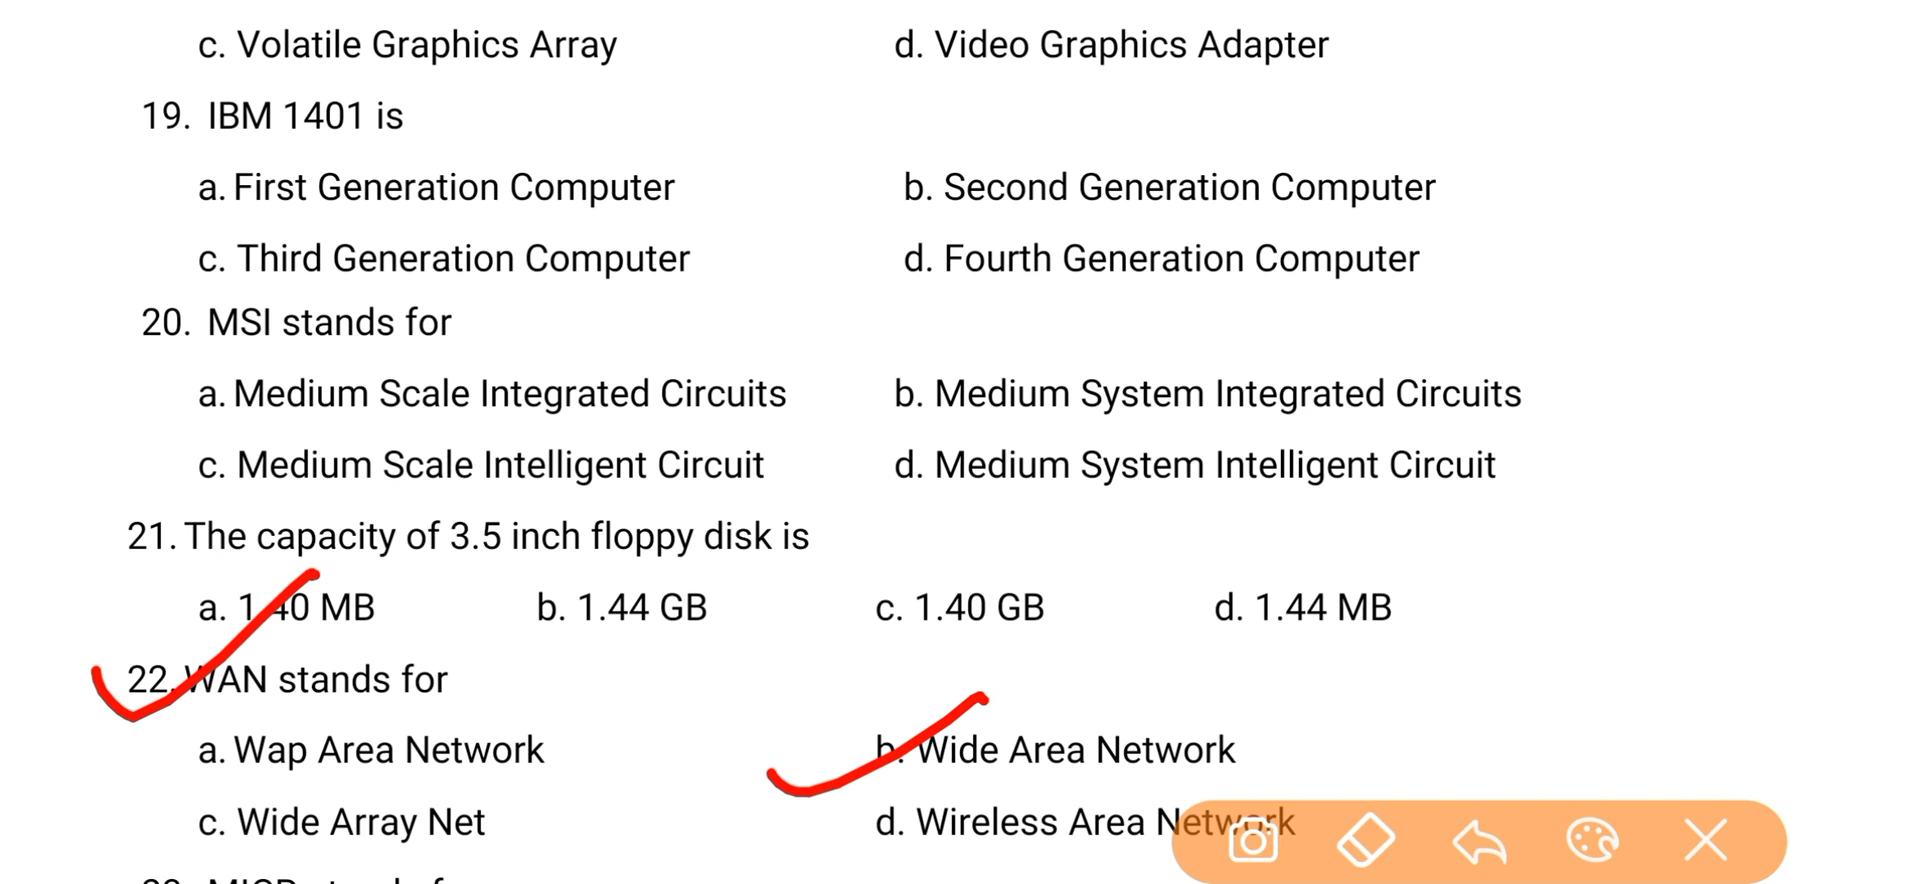 c. Volatile Graphics Array d. Video Graphics Adapter
19. IBM 1401 is
a. First Generation Computer b. Second Generation Computer
c. Third Generation Computer d. Fourth Generation Computer
20. MSI stands for
a. Medium Scale Integrated Circuits b. Medium System Integrated Circuits
c. Medium Scale Intelligent Circuit d. Medium System Intelligent Circuit
21. The capacity of 3.5 inch floppy disk is
a. 1.40 MB b. 1.44 GB c. 1.40 GB d. 1.44 MB
22. WAN stands for
a. Wap Area Network b. Wide Area Network
c. Wide Array Net d. Wireless Area Network